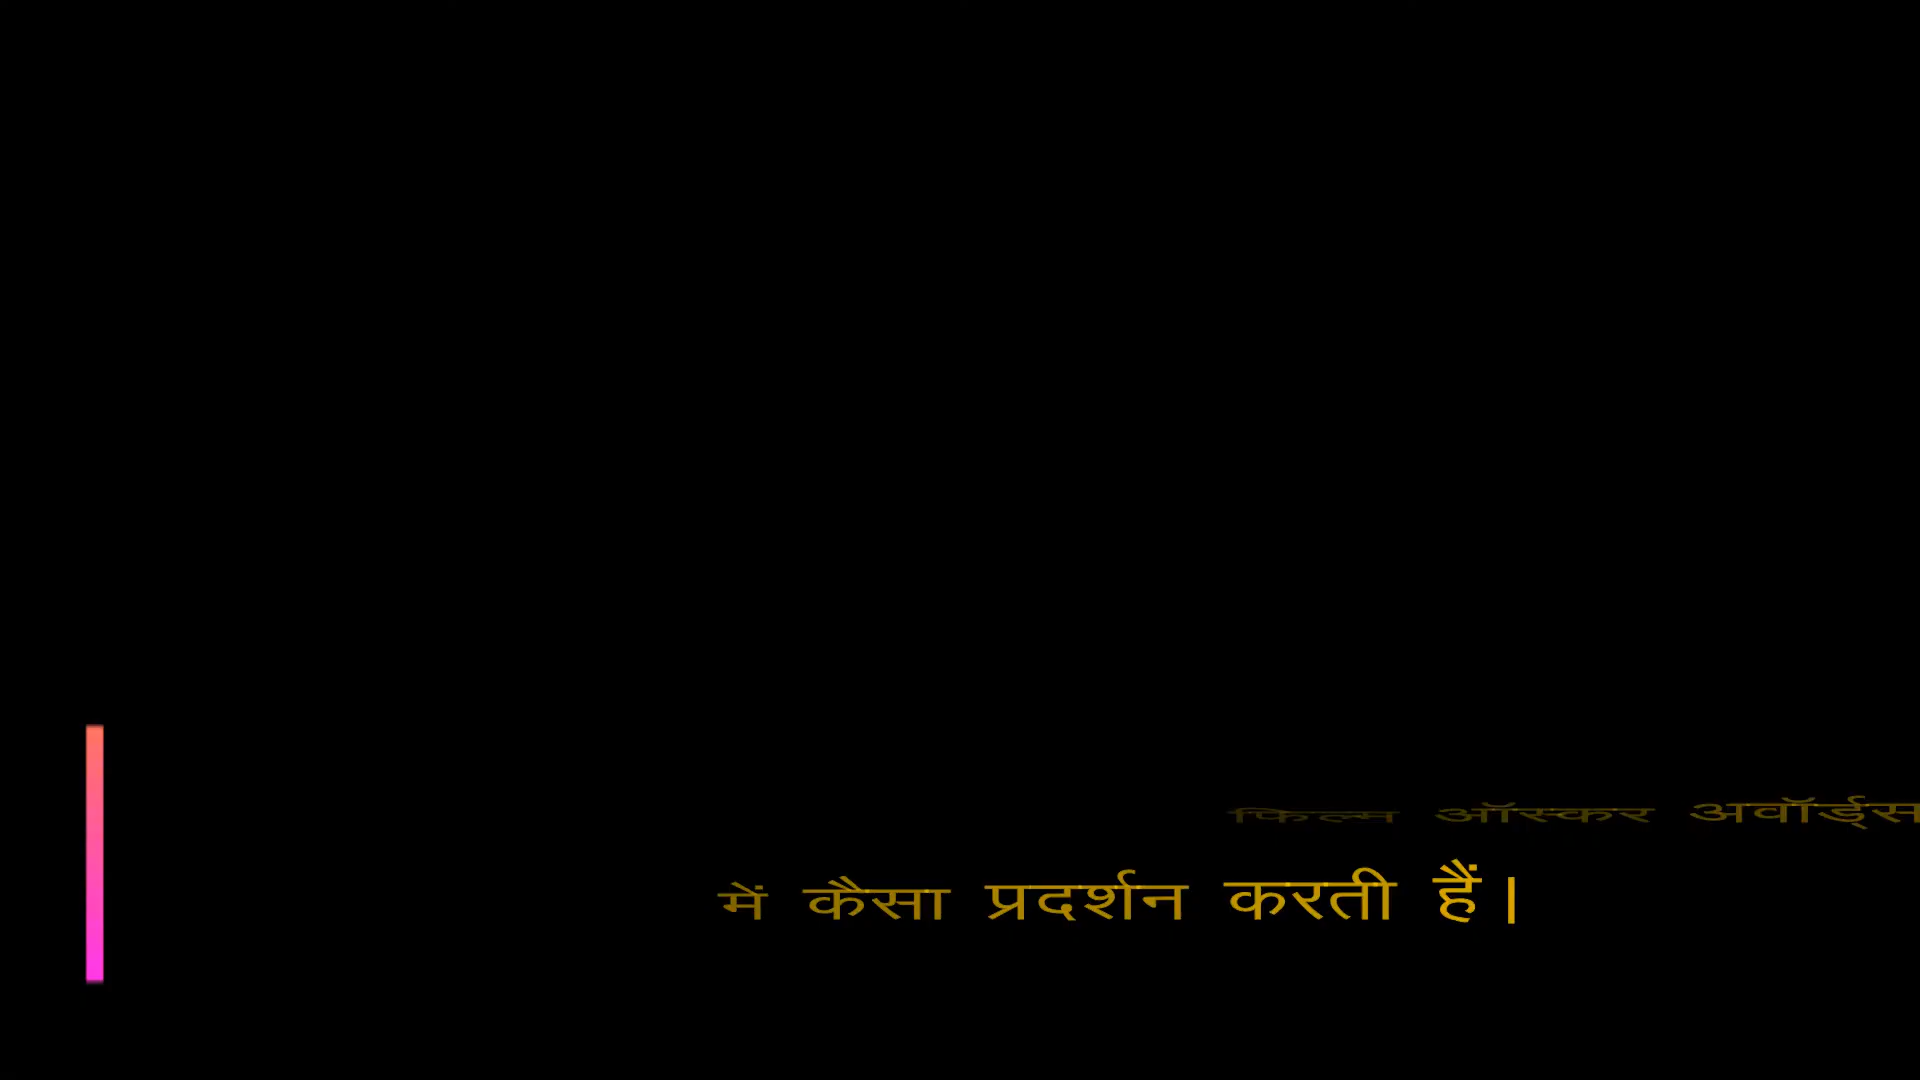 फिल्म ऑस्कर अवॉर्ड्स
में कैसा प्रदर्शन करती हैं।